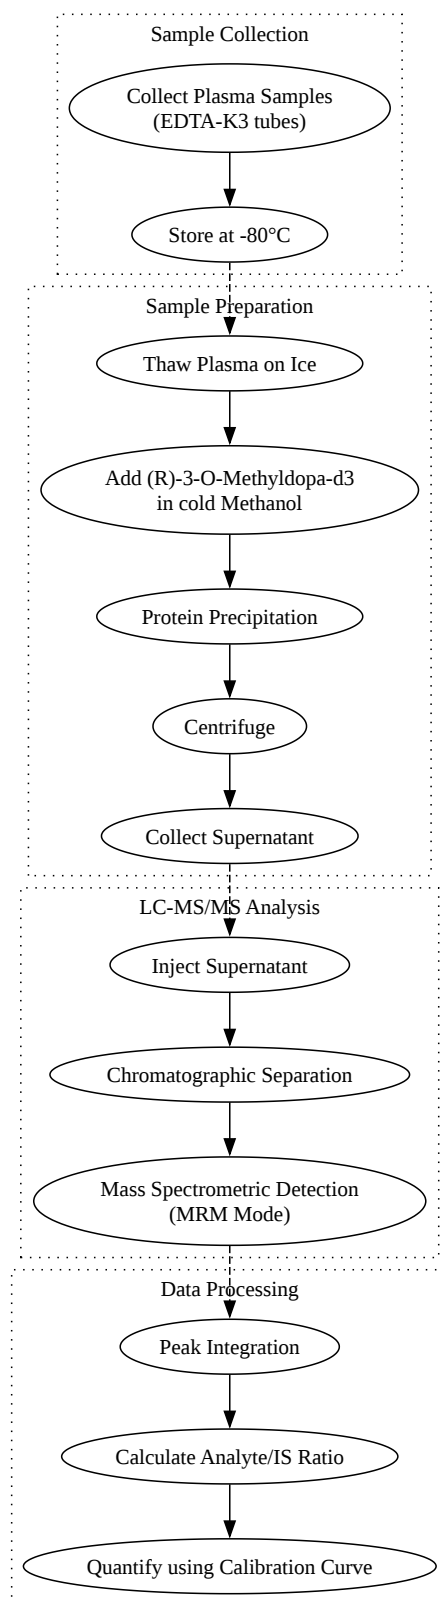 Sample Collection
Collect Plasma Samples
(EDTA-K3 tubes)
Store at -80°C
Sample Preparation
Thaw Plasma on Ice
Add (R)-3-O-Methyldopa-d3
in cold Methanol
Protein Precipitation
Centrifuge
Collect Supernatant
LC-MS/MS Analysis
Inject Supernatant
Chromatographic Separation
Mass Spectrometric Detection
(MRM Mode)
Data Processing
Peak Integration
Calculate Analyte/IS Ratio
Quantify using Calibration Curve